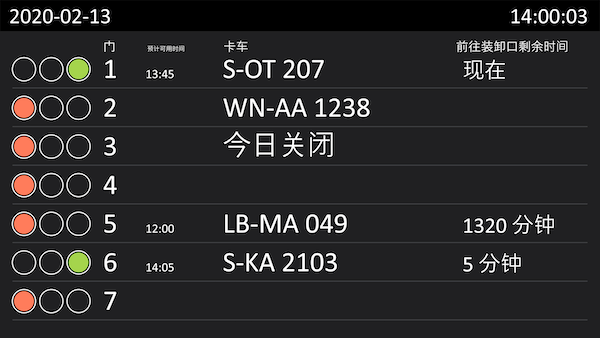 2020-02-13 14:00:03
门 预计可用时间 卡车 前往装卸口剩余时间
1 13:45 S-OT 207 现在
2 WN-AA 1238
3 今日关闭
4
5 12:00 LB-MA 049 1320 分钟
6 14:05 S-KA 2103 5 分钟
7